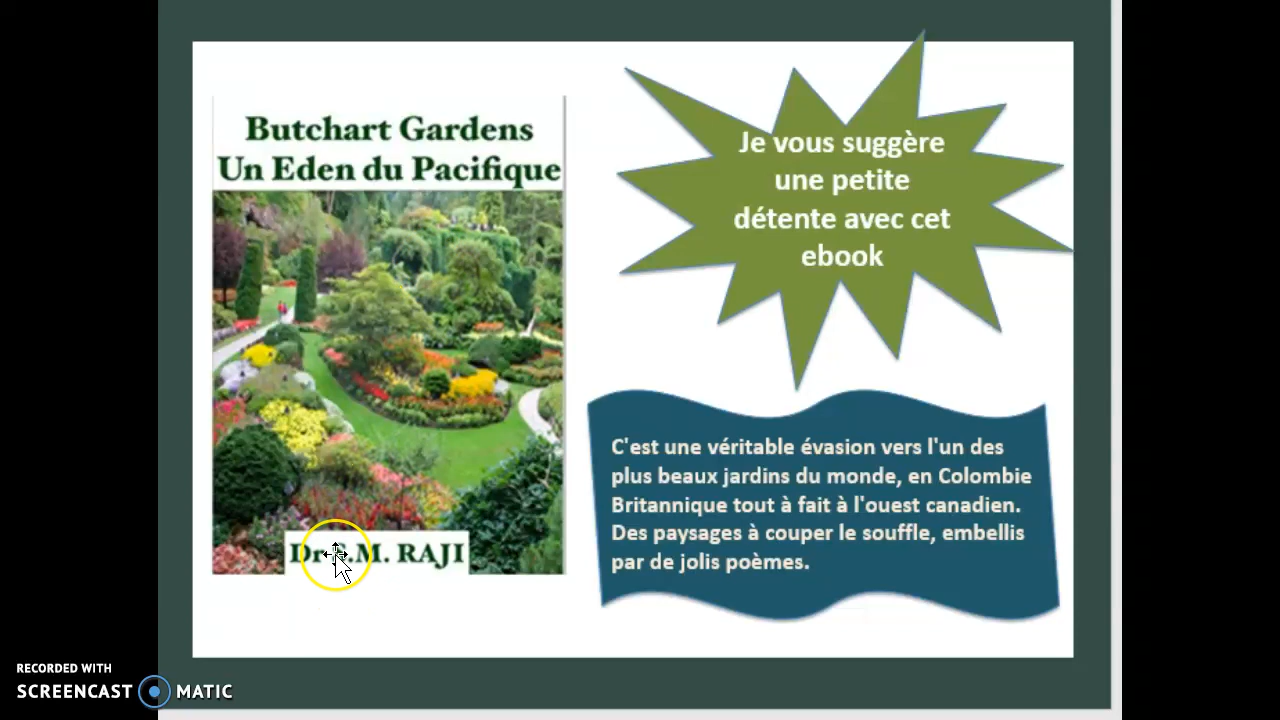 Butchart Gardens
Un Eden du Pacifique
Dr .M. RAJI
Je vous suggère
une petite
détente avec cet
ebook
C'est une véritable évasion vers l'un des
plus beaux jardins du monde, en Colombie
Britannique tout à fait à l'ouest canadien.
Des paysages à couper le souffle, embellis
par de jolis poèmes.
RECORDED WITH
SCREENCAST MATIC